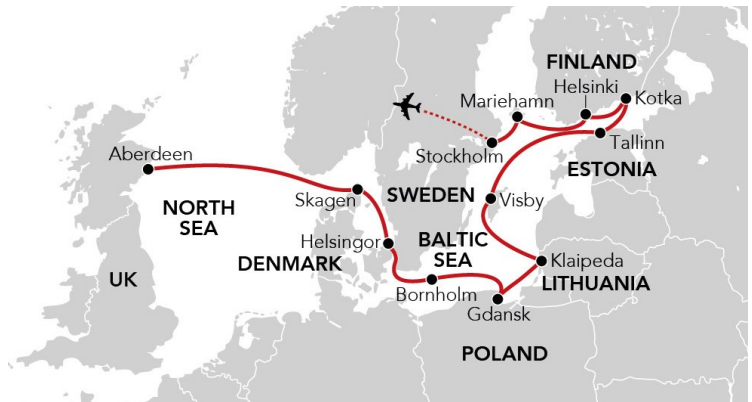 FINLAND
Helsinki
Mariehamn
Kotka
Tallinn
Stockholm
Aberdeen
ESTONIA
Skagen
SWEDEN
Visby
NORTH
SEA
Helsingor
BALTIC
SEA
DENMARK
Klaipeda
UK
LITHUANIA
Bornholm
Gdansk
POLAND